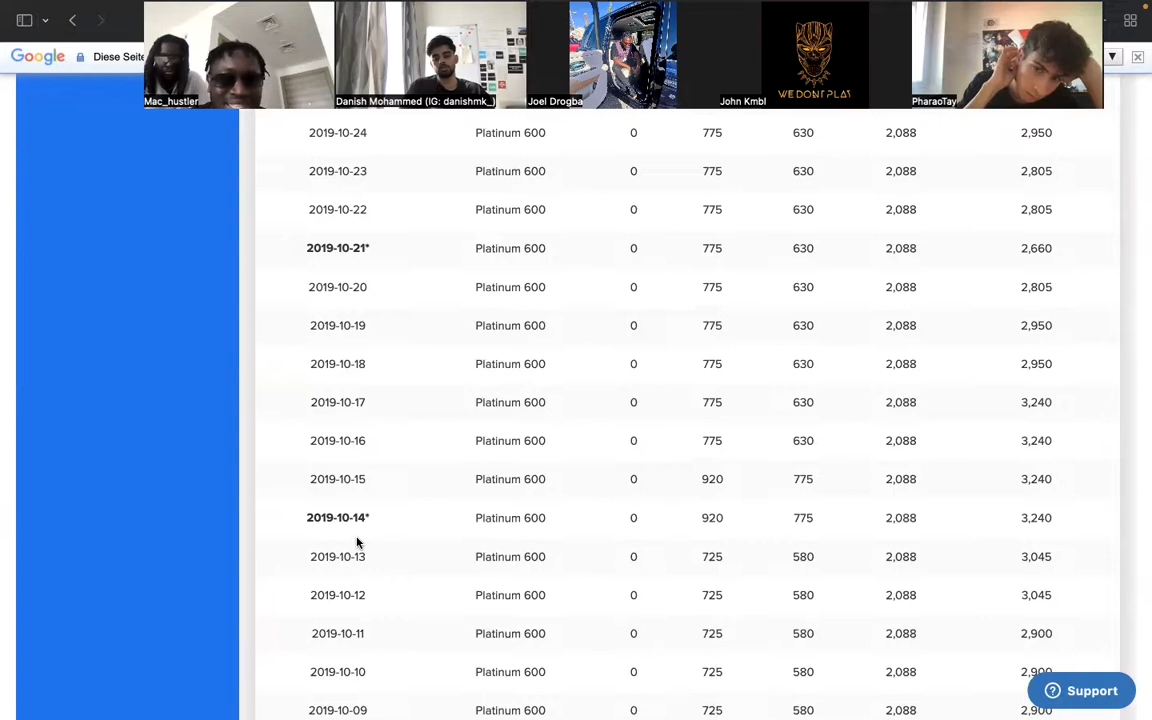 Google Diese Seite
Mac_hustler
Danish Mohammed (IG: danishmk_)
Joel Drogba
WE DONT PLAY
John Kmbl
PharaoTay
2019-10-24 Platinum 600 0 775 630 2,088 2,950
2019-10-23 Platinum 600 0 775 630 2,088 2,805
2019-10-22 Platinum 600 0 775 630 2,088 2,805
2019-10-21* Platinum 600 0 775 630 2,088 2,660
2019-10-20 Platinum 600 0 775 630 2,088 2,805
2019-10-19 Platinum 600 0 775 630 2,088 2,950
2019-10-18 Platinum 600 0 775 630 2,088 2,950
2019-10-17 Platinum 600 0 775 630 2,088 3,240
2019-10-16 Platinum 600 0 775 630 2,088 3,240
2019-10-15 Platinum 600 0 920 775 2,088 3,240
2019-10-14* Platinum 600 0 920 775 2,088 3,240
2019-10-13 Platinum 600 0 725 580 2,088 3,045
2019-10-12 Platinum 600 0 725 580 2,088 3,045
2019-10-11 Platinum 600 0 725 580 2,088 2,900
2019-10-10 Platinum 600 0 725 580 2,088 2,900
2019-10-09 Platinum 600 0 725 580 2,088 2,900
Support